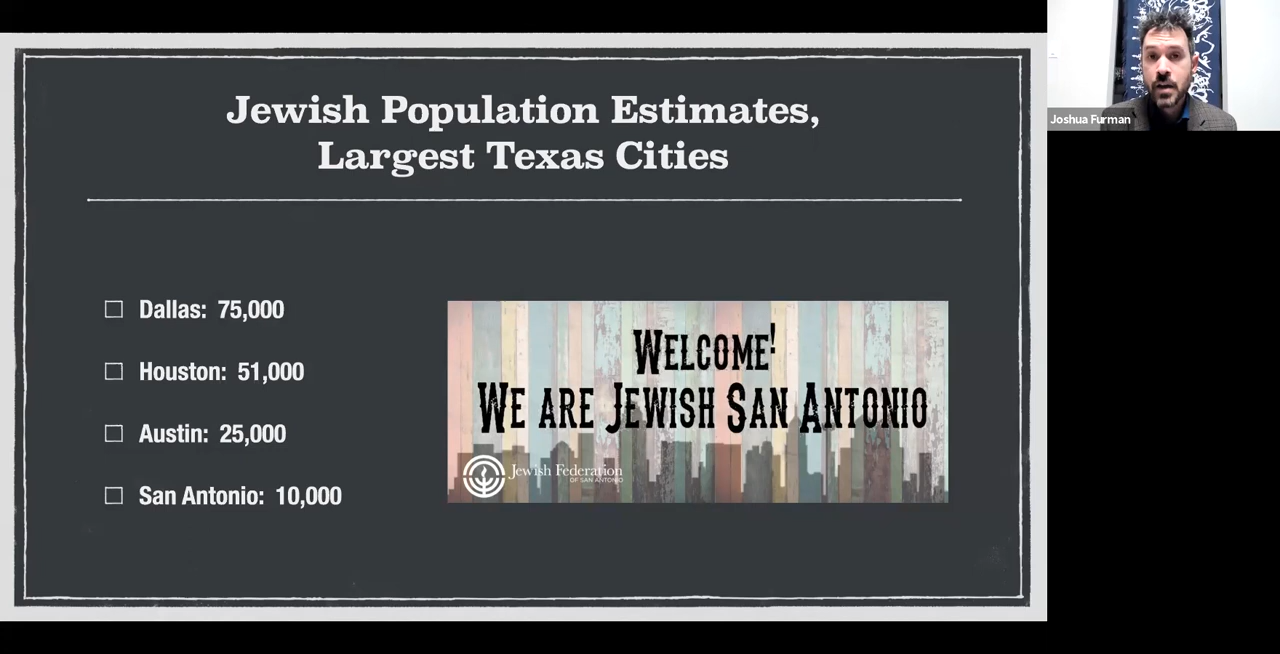 Jewish Population Estimates,
Largest Texas Cities
Dallas: 75,000
Houston: 51,000
Austin: 25,000
San Antonio: 10,000
Welcome!
We are Jewish San Antonio
Jewish Federation
OF SAN ANTONIO
Joshua Furman